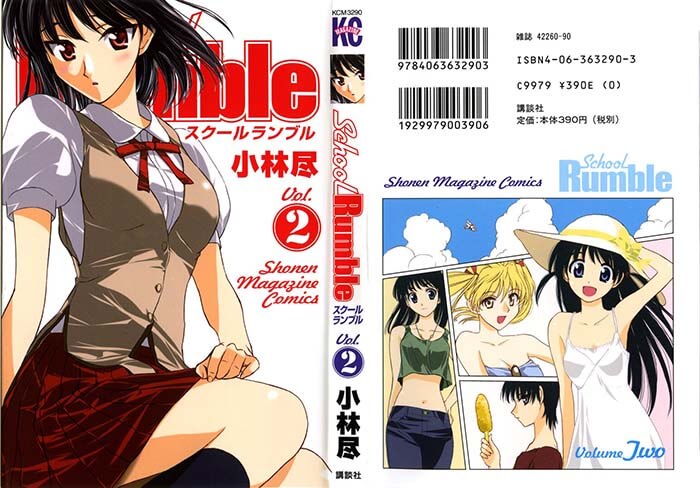 Rumble
スクールランブル
小林尽
Vol.
2
Shonen
Magazine
Comics
KCM3290
KC
MAGAZINE
School Rumble
スクール
ランブル
Vol.
2
小林尽
講談社
9784063632903
1929979003906
雑誌 42260-90
ISBN4-06-363290-3
C9979 ¥390E (0)
講談社
定価:本体390円(税別)
Shonen Magazine Comics
School
Rumble
Volume Two